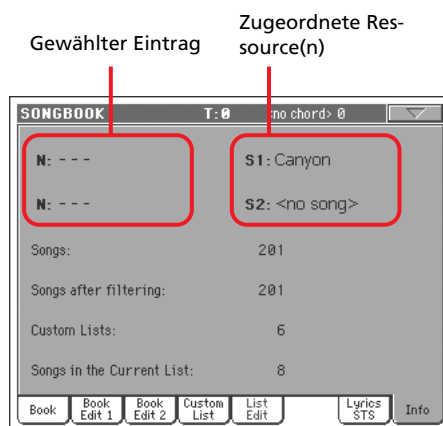 Gewählter Eintrag
Zugeordnete Res-
source(n)
SONGBOOK T:0 <no chord> 0
N: - - - S1: Canyon
N: - - - S2: <no song>
Songs: 201
Songs after filtering: 201
Custom Lists: 6
Songs in the Current List: 8
Book Book Edit 1 Book Edit 2 Custom List List Edit Lyrics STS Info